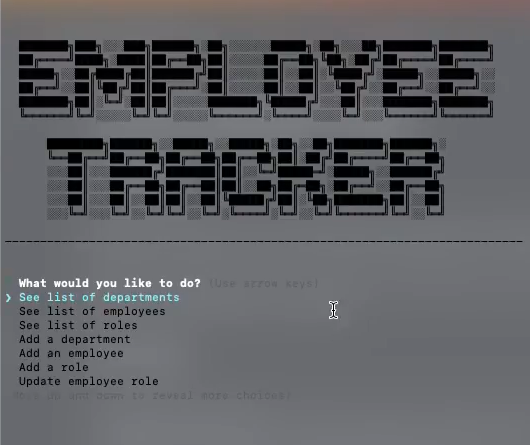 EMPLOYEE
TRACKER
What would you like to do? (Use arrow keys)
❯ See list of departments
See list of employees
See list of roles
Add a department
Add an employee
Add a role
Update employee role
(Move up and down to reveal more choices)